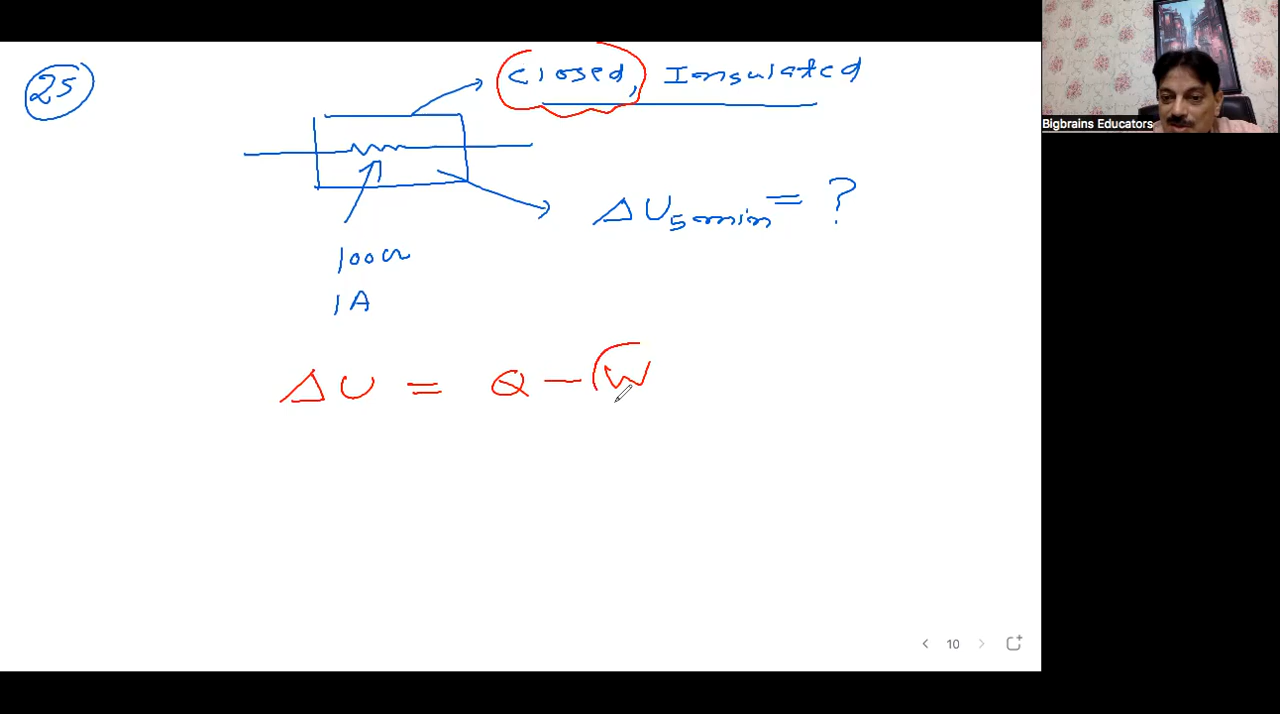 25
closed, Insulated
ΔU5min = ?
100Ω
1A
ΔU = Q - (W
Bigbrains Educators
< 10 >